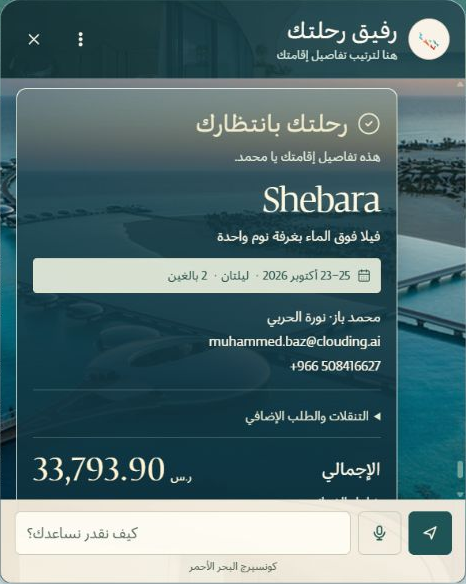 رفيق رحلتك
هنا لترتيب تفاصيل إقامتك
رحلتك بانتظارك
هذه تفاصيل إقامتك يا محمد.
Shebara
فيلا فوق الماء بغرفة نوم واحدة
23–25 أكتوبر 2026 · ليلتان · 2 بالغين
محمد باز · نورة الحربي
muhammed.baz@clouding.ai
+966 508416627
التنقلات والطلب الإضافي
الإجمالي 33,793.90 ر.س
كيف نقدر نساعدك؟
كونسيرج البحر الأحمر